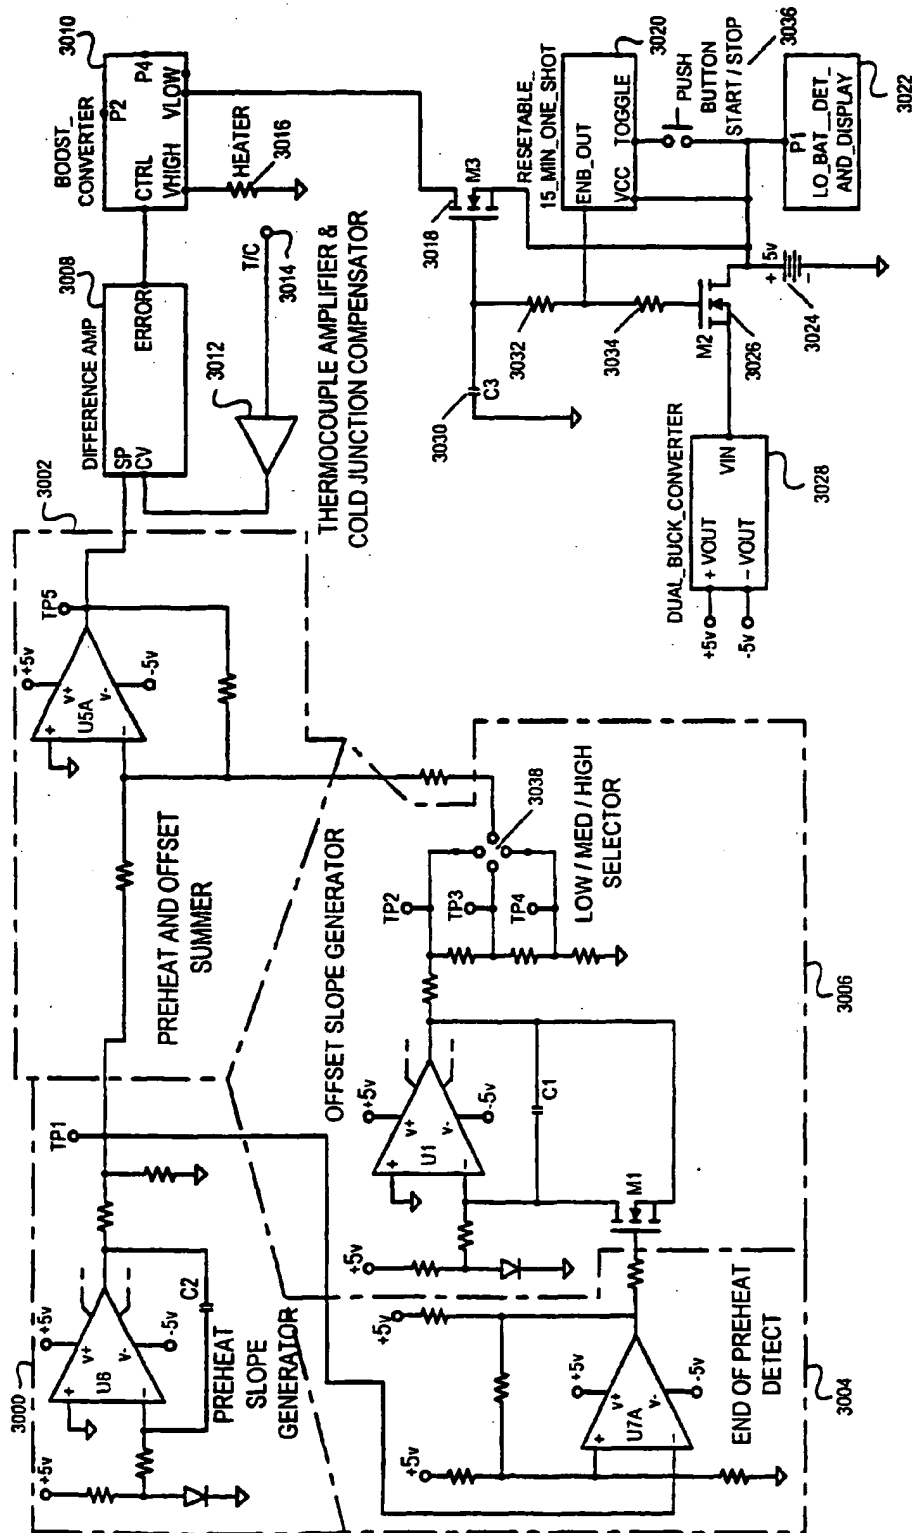 3000
+5v
+5v
V+
U6
V-
-5v
C2
PREHEAT
SLOPE
GENERATOR
TP1
PREHEAT AND OFFSET
SUMMER
+5v
V+
U5A
V-
-5v
TP5
3002
DIFFERENCE AMP
3008
SP
CV
ERROR
BOOST_
CONVERTER
3010
P2
P4
CTRL
VHIGH
VLOW
HEATER
3016
3012
T/C
3014
THERMOCOUPLE AMPLIFIER &
COLD JUNCTION COMPENSATOR
+5v
+5v
+5v
V+
U7A
V-
-5v
END OF PREHEAT
DETECT
3004
OFFSET SLOPE GENERATOR
+5v
+5v
V+
U1
V-
-5v
C1
M1
TP2
TP3
TP4
3038
LOW / MED / HIGH
SELECTOR
3006
3018
M3
3030
C3
3032
3034
RESETABLE_
15_MIN_ONE_SHOT
3020
ENB_OUT
VCC
TOGGLE
PUSH
BUTTON
START / STOP
3036
P1
LO_BAT_DET_
AND_DISPLAY
3022
+ 5v
-
3024
M2
3026
DUAL_BUCK_CONVERTER
+ VOUT
- VOUT
VIN
3028
+5v
-5v